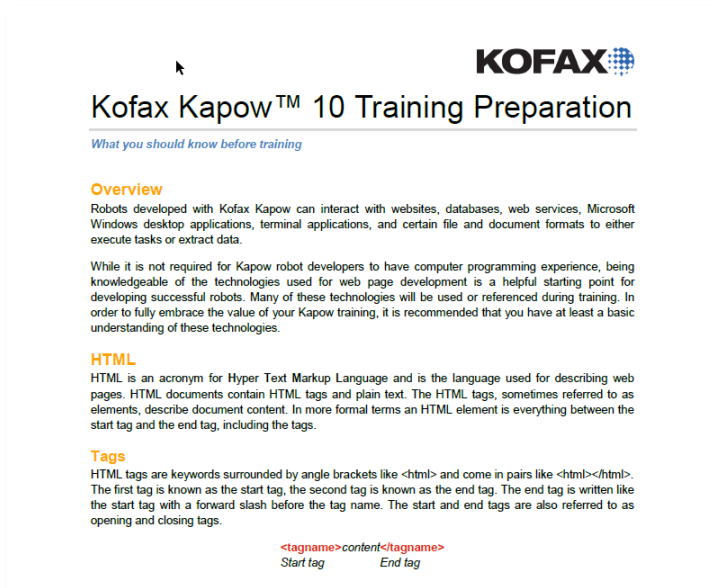 KOFAX
Kofax Kapow™ 10 Training Preparation
What you should know before training
Overview
Robots developed with Kofax Kapow can interact with websites, databases, web services, Microsoft
Windows desktop applications, terminal applications, and certain file and document formats to either
execute tasks or extract data.
While it is not required for Kapow robot developers to have computer programming experience, being
knowledgeable of the technologies used for web page development is a helpful starting point for
developing successful robots. Many of these technologies will be used or referenced during training. In
order to fully embrace the value of your Kapow training, it is recommended that you have at least a basic
understanding of these technologies.
HTML
HTML is an acronym for Hyper Text Markup Language and is the language used for describing web
pages. HTML documents contain HTML tags and plain text. The HTML tags, sometimes referred to as
elements, describe document content. In more formal terms an HTML element is everything between the
start tag and the end tag, including the tags.
Tags
HTML tags are keywords surrounded by angle brackets like <html> and come in pairs like <html></html>.
The first tag is known as the start tag, the second tag is known as the end tag. The end tag is written like
the start tag with a forward slash before the tag name. The start and end tags are also referred to as
opening and closing tags.
<tagname>content</tagname>
Start tag End tag